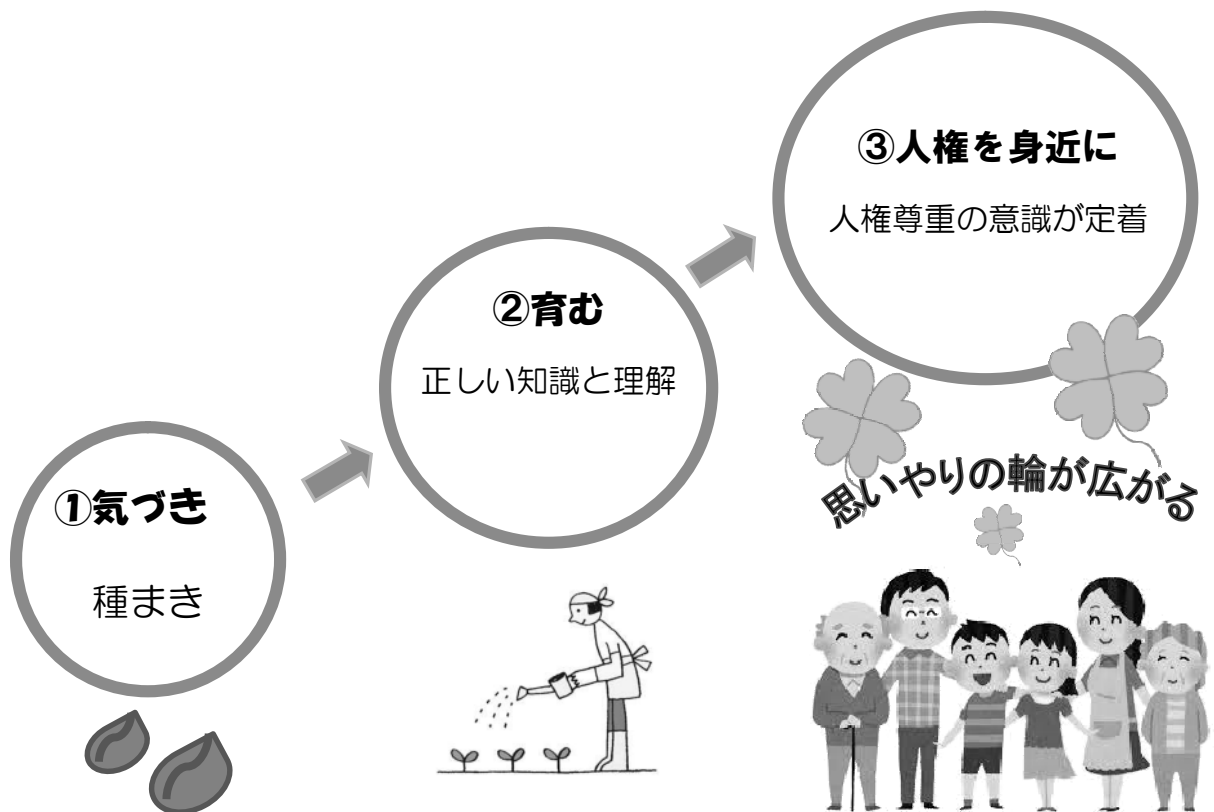 ①気づき
種まき
②育む
正しい知識と理解
③人権を身近に
人権尊重の意識が定着
思いやりの輪が広がる